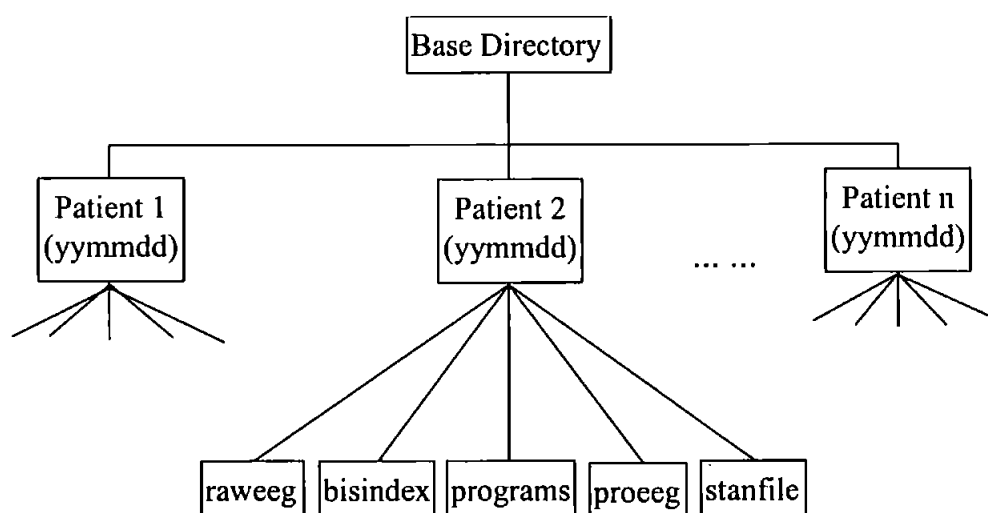 Base Directory
Patient 1
(yymmdd)
Patient 2
(yymmdd)
... ...
Patient n
(yymmdd)
raweeg
bisindex
programs
proeeg
stanfile